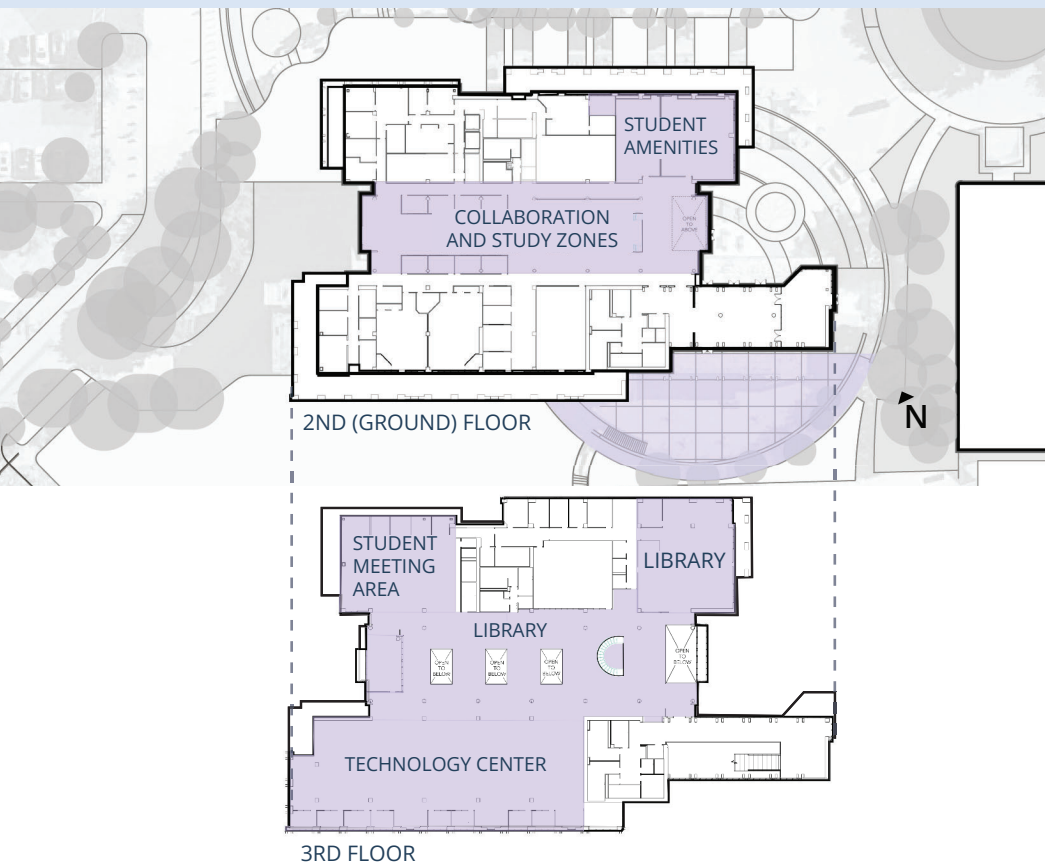 STUDENT
AMENITIES
COLLABORATION
AND STUDY ZONES
OPEN
TO
ABOVE
2ND (GROUND) FLOOR
N
STUDENT
MEETING
AREA
LIBRARY
LIBRARY
OPEN
TO
BELOW
OPEN
TO
BELOW
OPEN
TO
BELOW
OPEN
TO
BELOW
TECHNOLOGY CENTER
3RD FLOOR